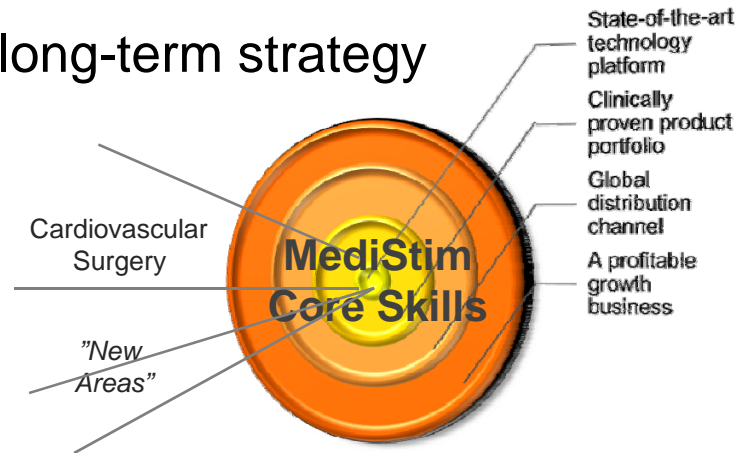 long-term strategy
State-of-the-art
technology
platform
Clinically
proven product
portfolio
Global
distribution
channel
A profitable
growth
business
Cardiovascular
Surgery
MediStim
Core Skills
"New
Areas"